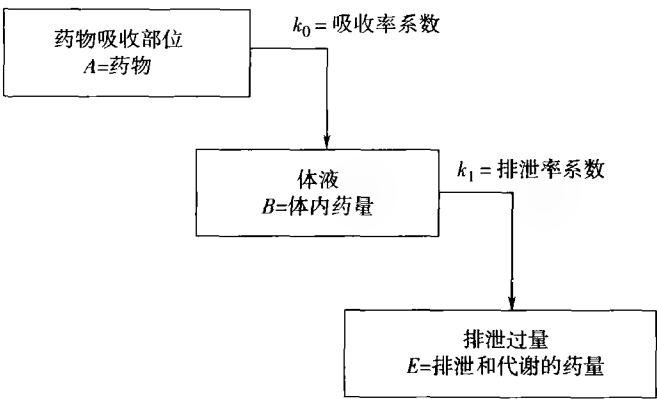 药物吸收部位
A=药物
k₀=吸收率系数
体液
B=体内药量
k₁=排泄率系数
排泄过量
E=排泄和代谢的药量